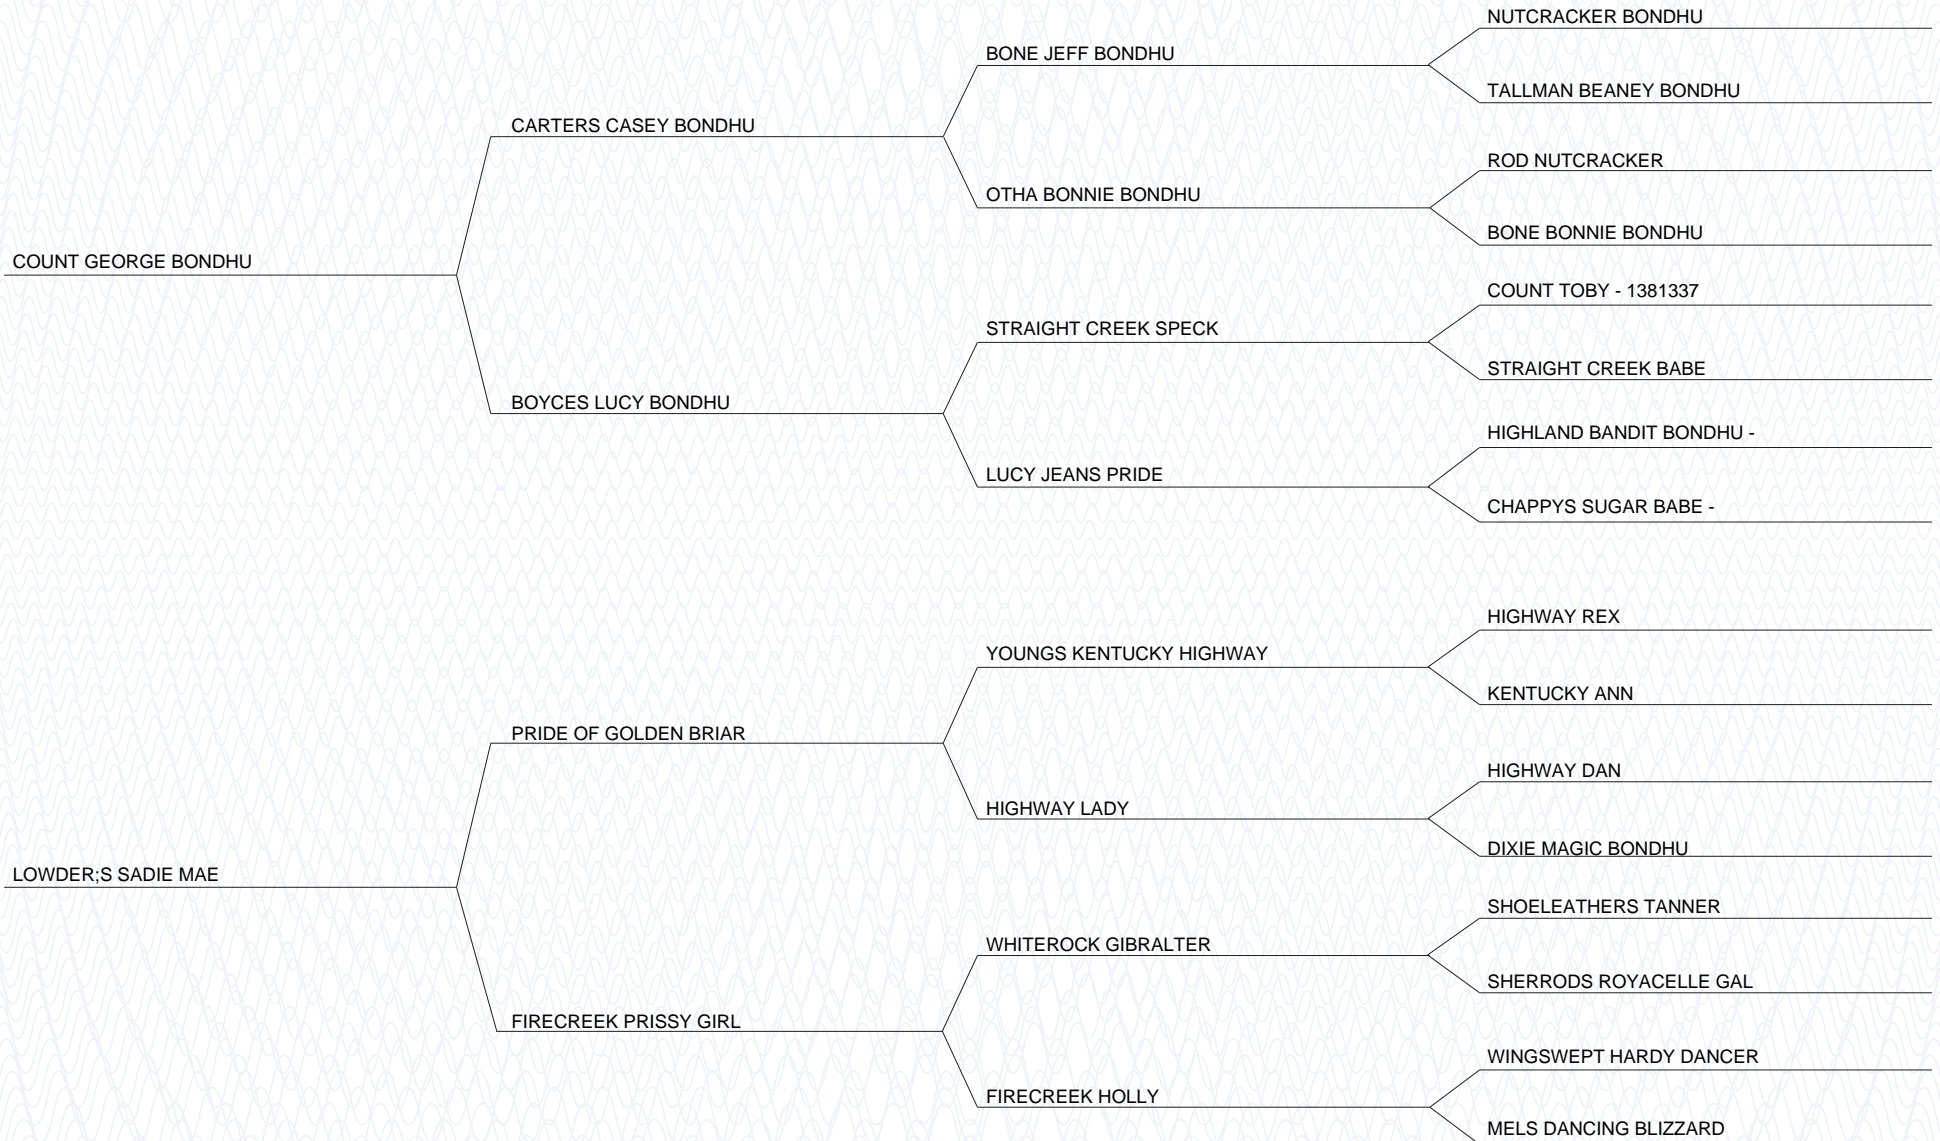 NUTCRACKER BONDHU
BONE JEFF BONDHU
TALLMAN BEANEY BONDHU
CARTERS CASEY BONDHU
ROD NUTCRACKER
OTHA BONNIE BONDHU
BONE BONNIE BONDHU
COUNT GEORGE BONDHU
COUNT TOBY - 1381337
STRAIGHT CREEK SPECK
STRAIGHT CREEK BABE
BOYCES LUCY BONDHU
HIGHLAND BANDIT BONDHU -
LUCY JEANS PRIDE
CHAPPYS SUGAR BABE -
HIGHWAY REX
YOUNGS KENTUCKY HIGHWAY
KENTUCKY ANN
PRIDE OF GOLDEN BRIAR
HIGHWAY DAN
HIGHWAY LADY
DIXIE MAGIC BONDHU
LOWDER;S SADIE MAE
SHOELEATHERS TANNER
WHITEROCK GIBRALTER
SHERRODS ROYACELLE GAL
FIRECREEK PRISSY GIRL
WINGSWEPT HARDY DANCER
FIRECREEK HOLLY
MELS DANCING BLIZZARD